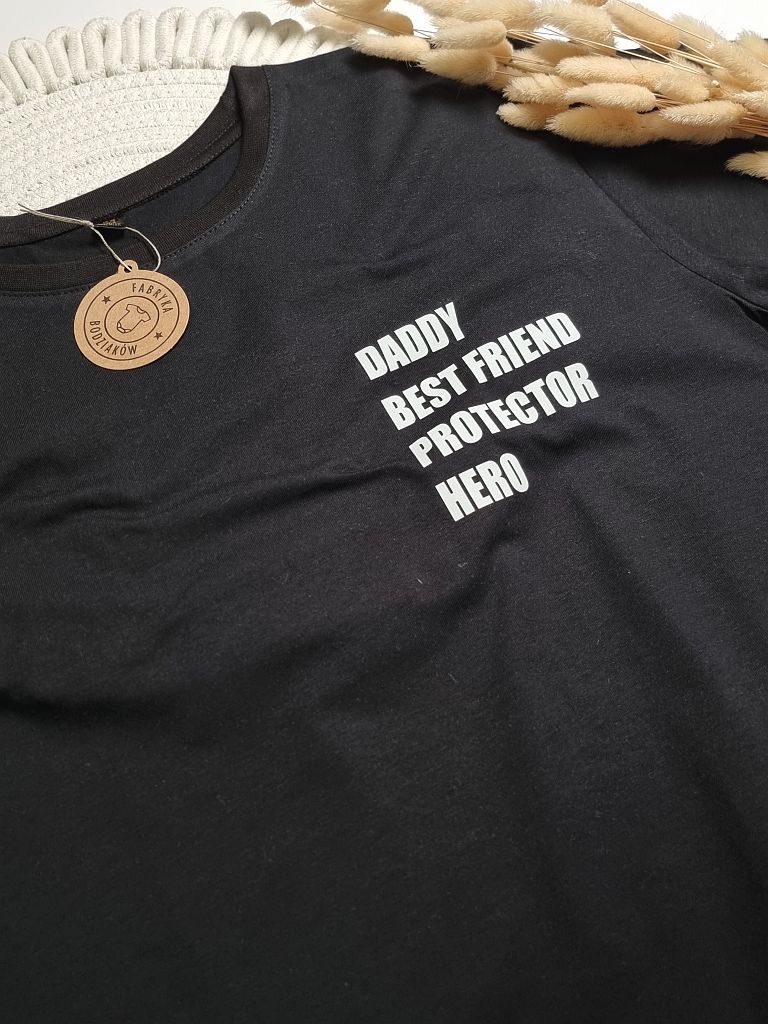 FABRYKA
BODZIAKÓW
DADDY
BEST FRIEND
PROTECTOR
HERO